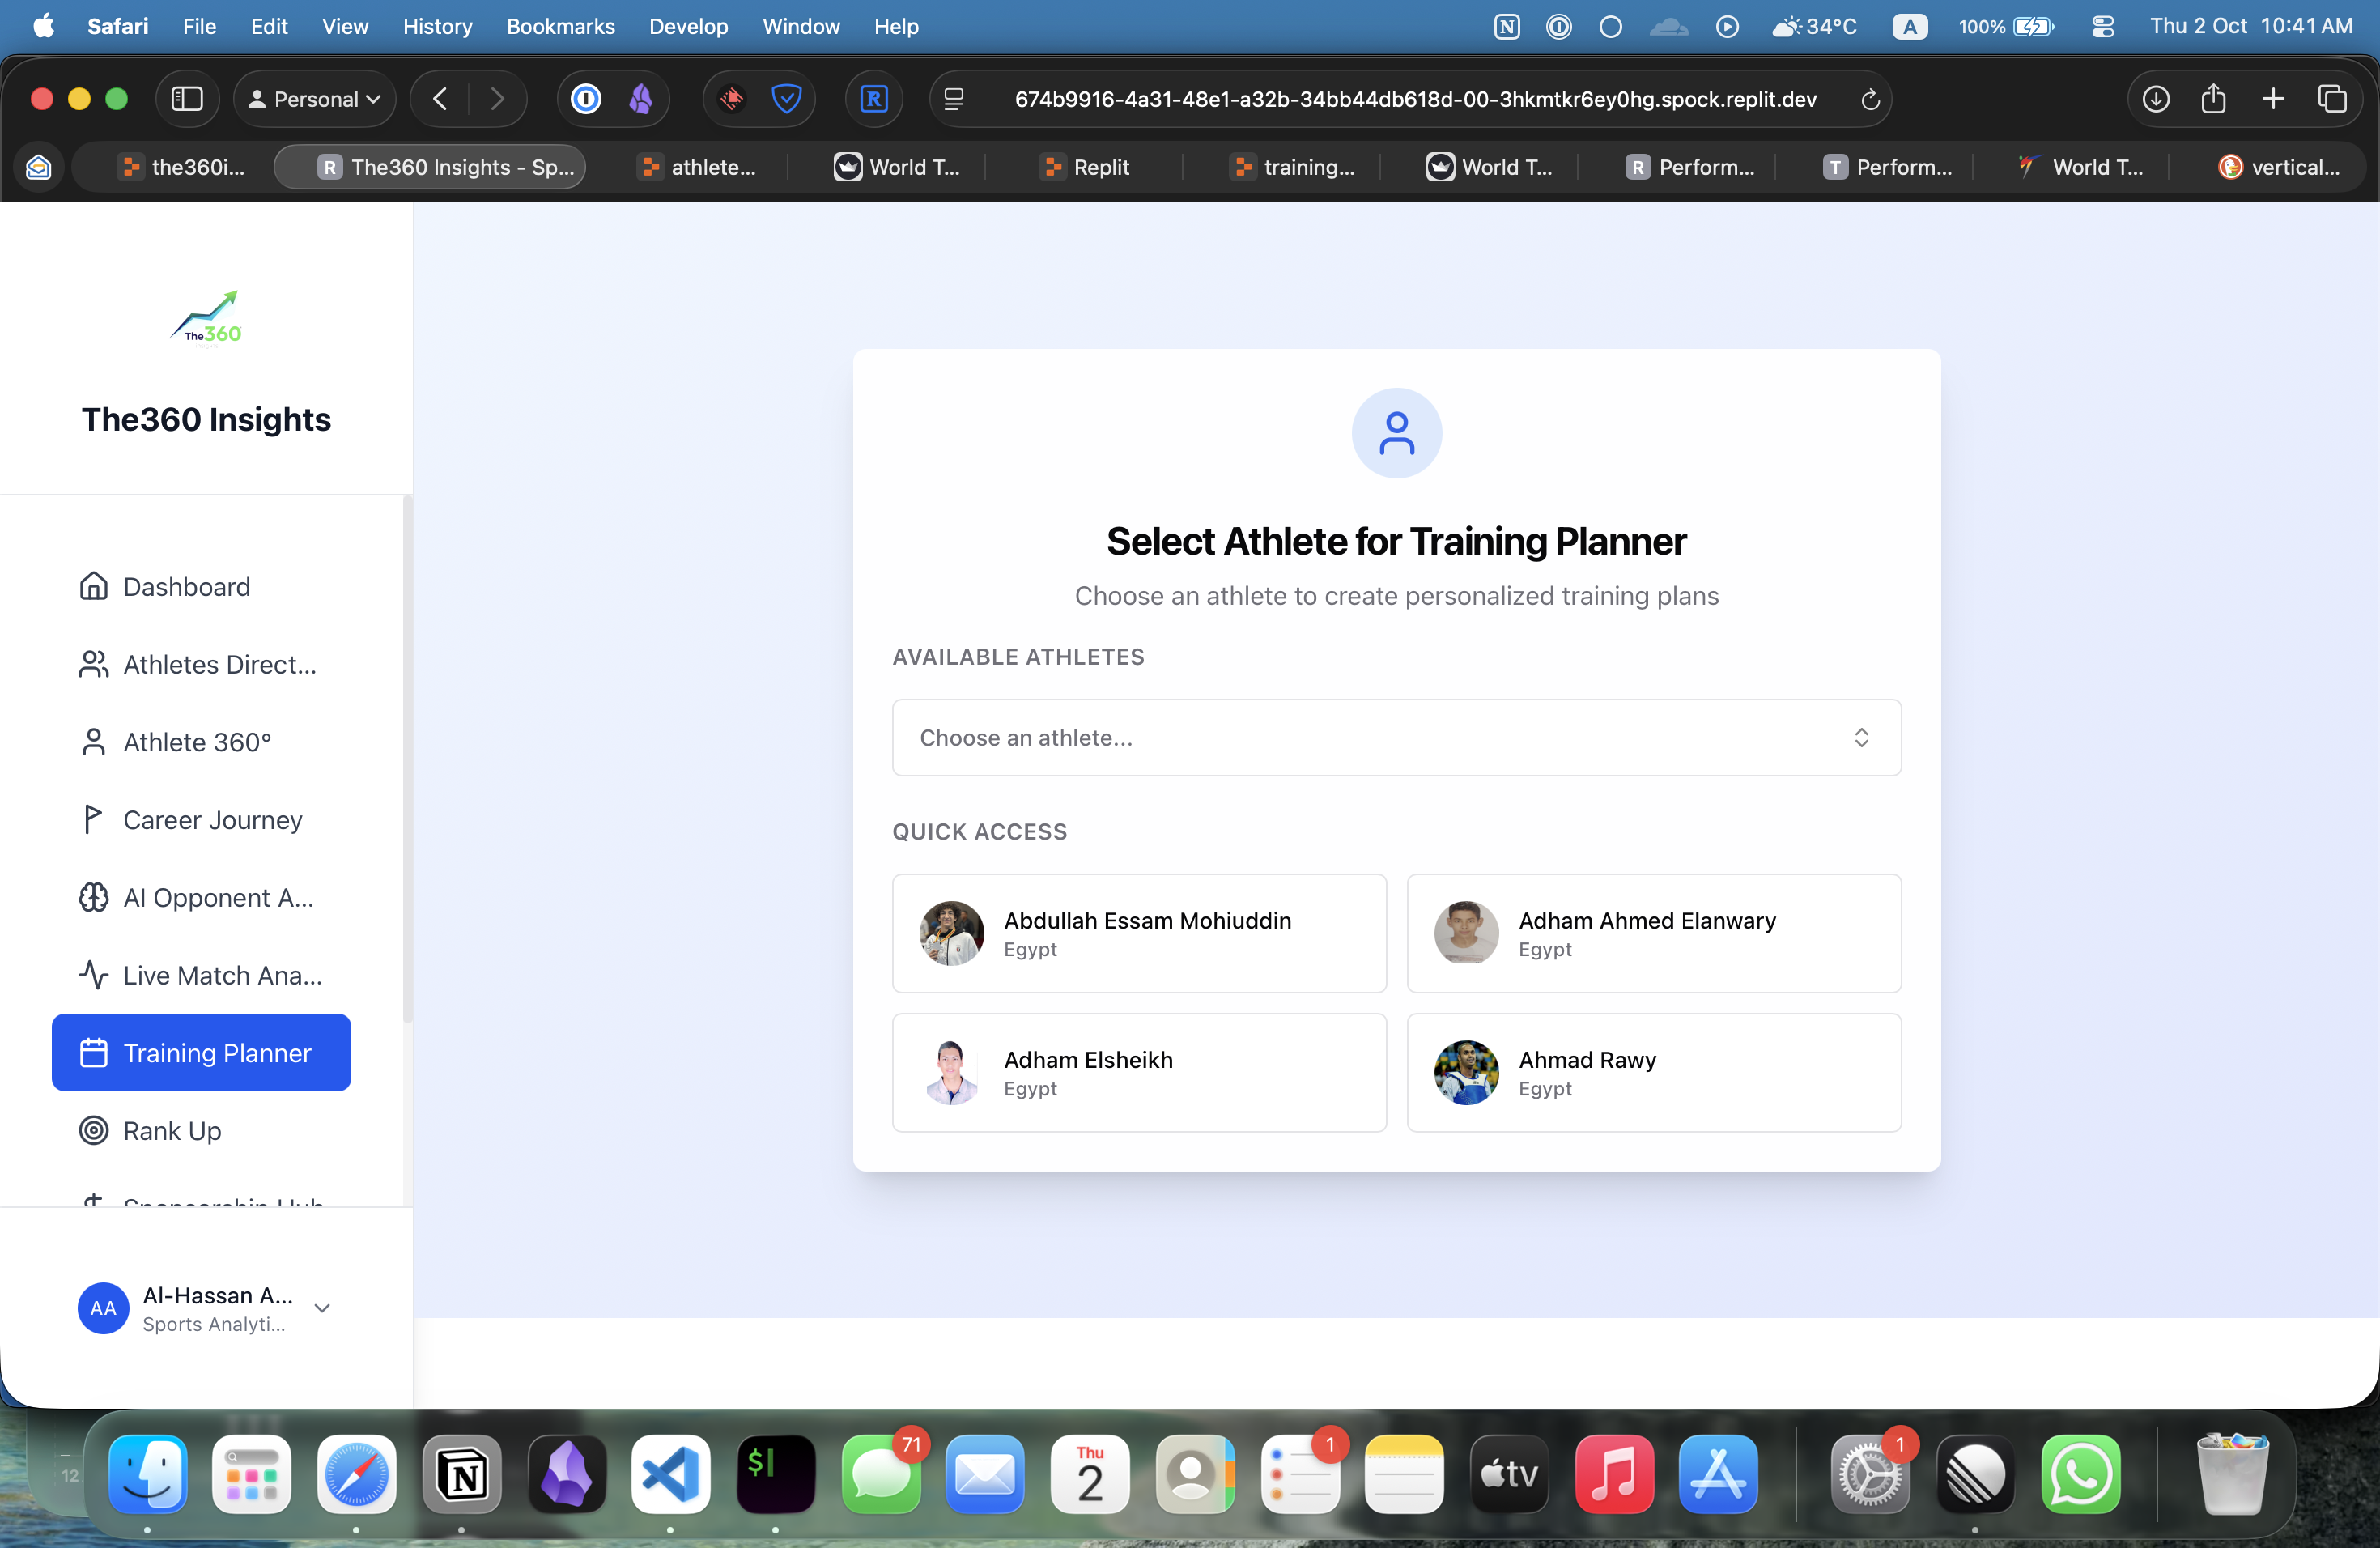 Safari File Edit View History Bookmarks Develop Window Help 34°C A 100% Thu 2 Oct 10:41 AM
Personal 674b9916-4a31-48e1-a32b-34bb44db618d-00-3hkmtkr6ey0hg.spock.replit.dev
the360i... R The360 Insights - Sp... athlete... World T... Replit training... World T... R Perform... T Perform... World T... vertical...
The360
The360 Insights
Dashboard
Athletes Direct...
Athlete 360°
Career Journey
AI Opponent A...
Live Match Ana...
Training Planner
Rank Up
Sponsorship Hub
AA Al-Hassan A...
Sports Analyti...
Select Athlete for Training Planner
Choose an athlete to create personalized training plans
AVAILABLE ATHLETES
Choose an athlete...
QUICK ACCESS
Abdullah Essam Mohiuddin
Egypt
Adham Ahmed Elanwary
Egypt
Adham Elsheikh
Egypt
Ahmad Rawy
Egypt
12
$
71
Thu
2
1
tv
1